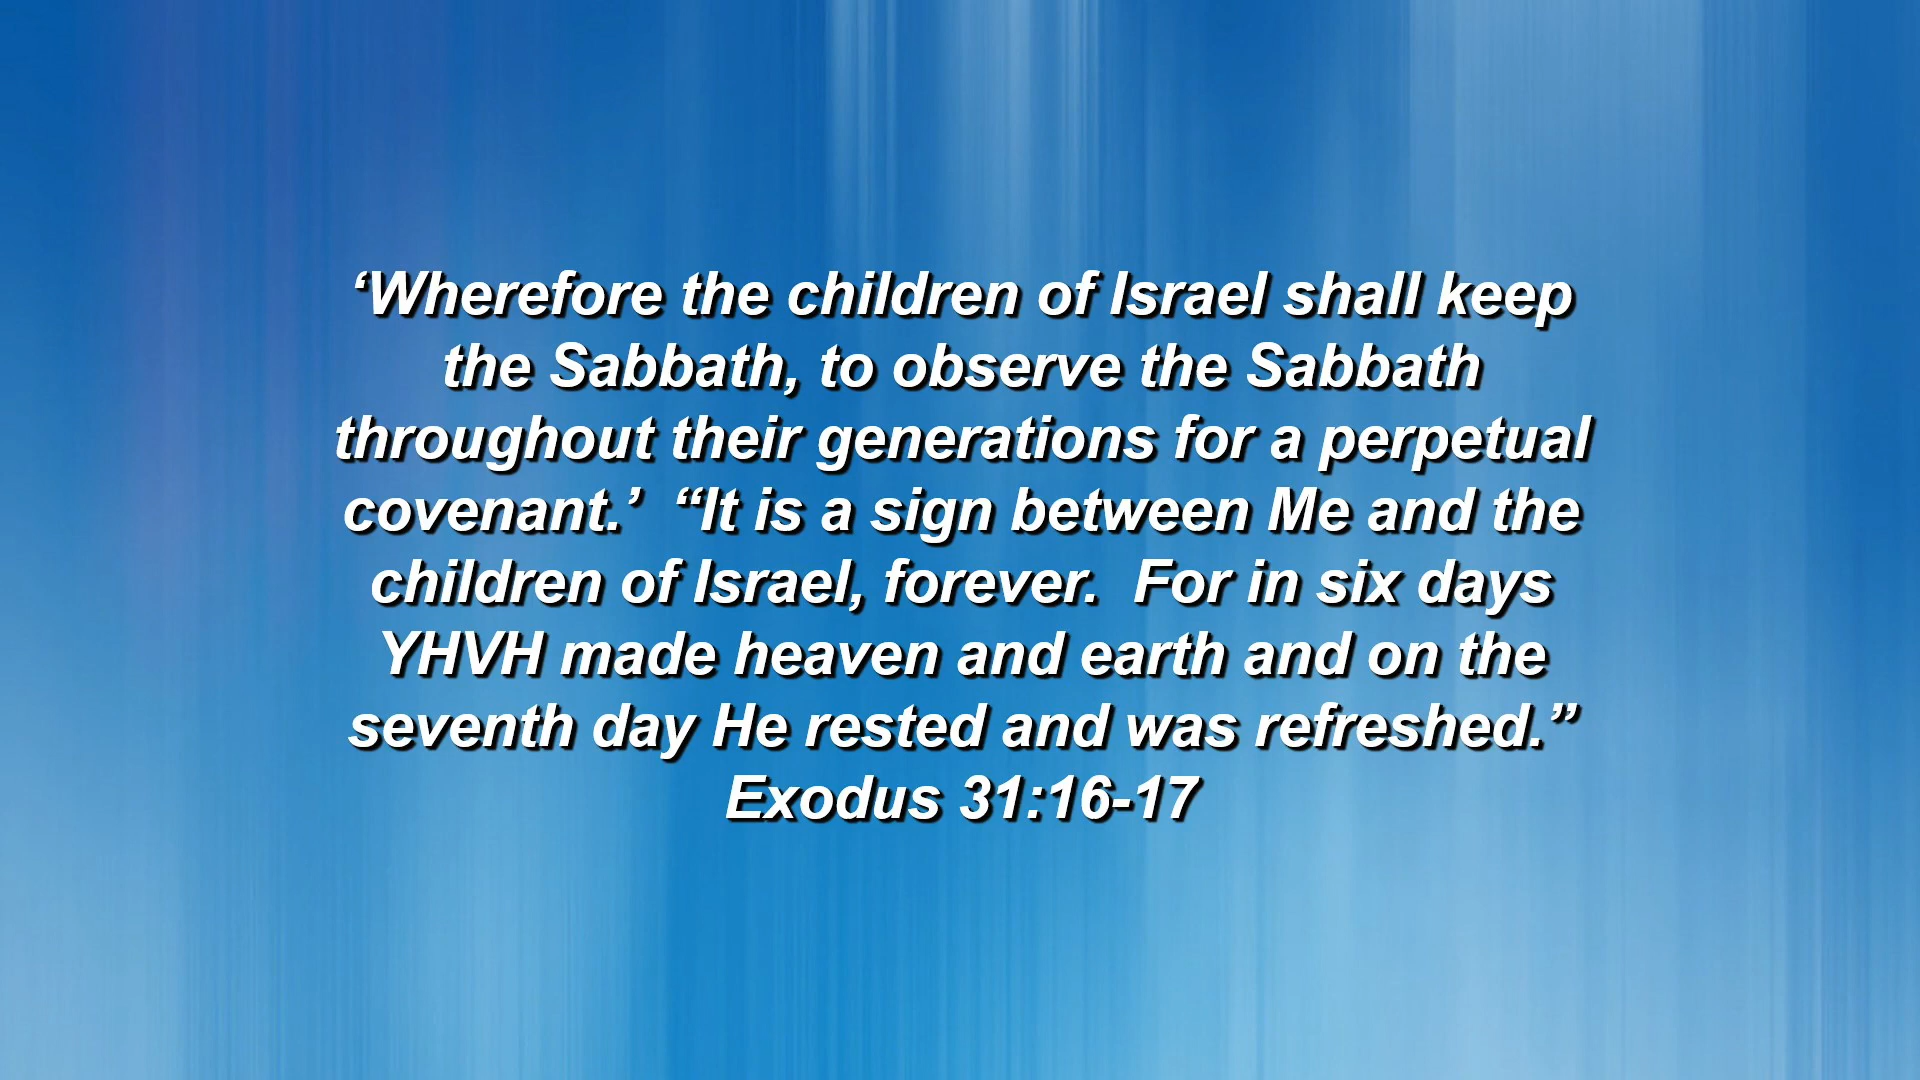 ‘Wherefore the children of Israel shall keep
the Sabbath, to observe the Sabbath
throughout their generations for a perpetual
covenant.’  “It is a sign between Me and the
children of Israel, forever.  For in six days
YHVH made heaven and earth and on the
seventh day He rested and was refreshed.”
Exodus 31:16-17